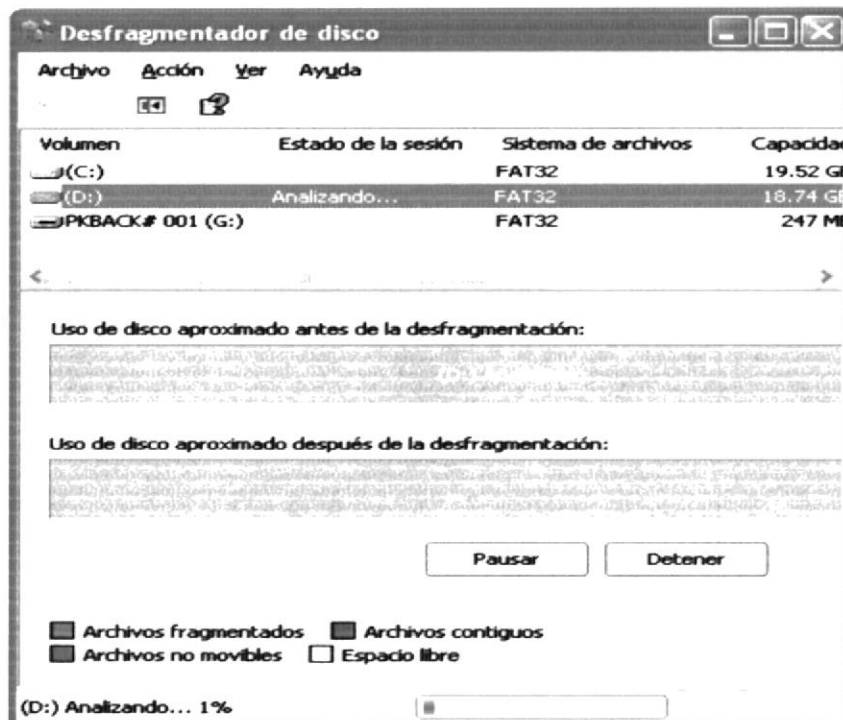 Desfragmentador de disco
Archivo Acción Ver Ayuda
Volumen Estado de la sesión Sistema de archivos Capacidad
(C:) FAT32 19.52 GB
(D:) Analizando... FAT32 18.74 GB
PKBACK# 001 (G:) FAT32 247 MB
Uso de disco aproximado antes de la desfragmentación:
Uso de disco aproximado después de la desfragmentación:
Pausar Detener
Archivos fragmentados Archivos contiguos
Archivos no movibles Espacio libre
(D:) Analizando... 1%